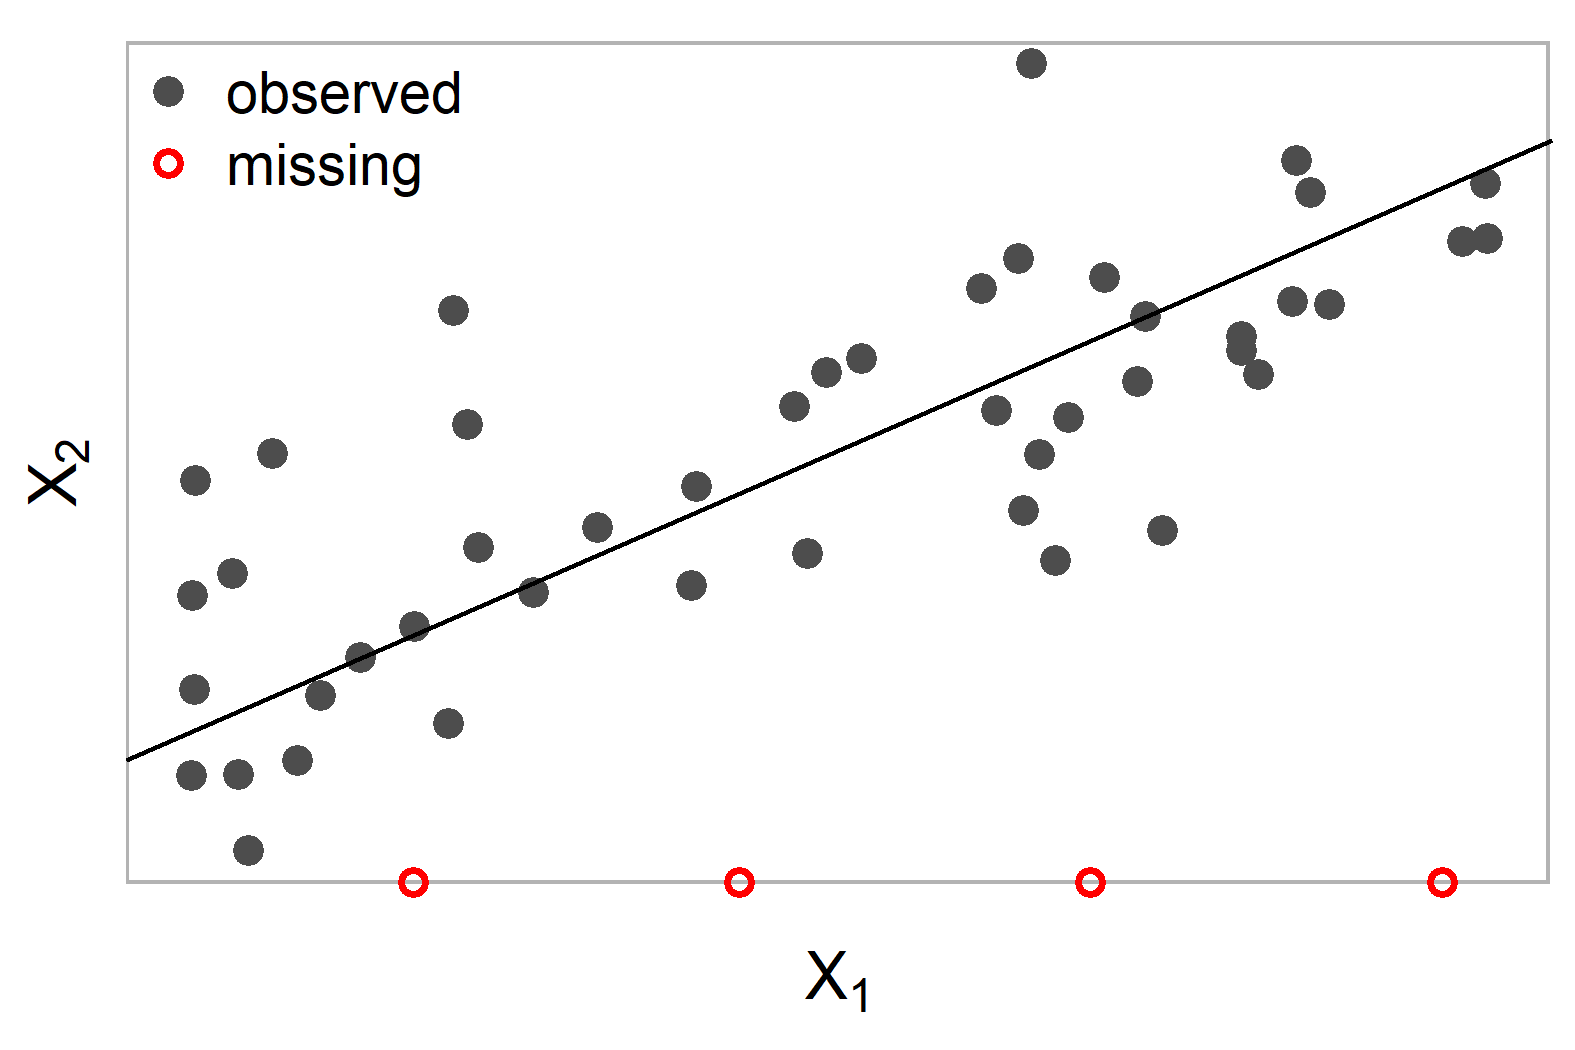 observed
missing
X₂
X₁